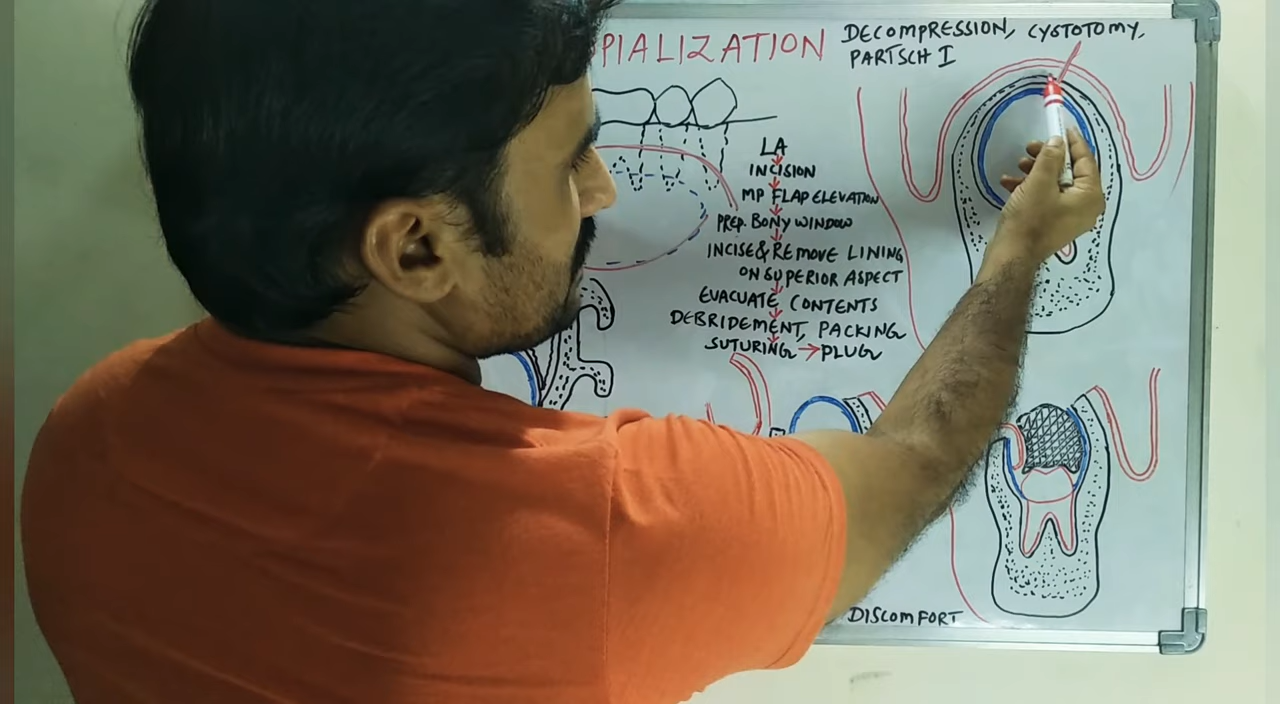 PIALIZATION
DECOMPRESSION, CYSTOTOMY,
PARTSCH I
LA
INCISION
MP FLAP ELEVATION
PREP. BONY WINDOW
INCISE & REMOVE LINING
ON SUPERIOR ASPECT
EVACUATE CONTENTS
DEBRIDEMENT, PACKING
SUTURING → PLUG
DISCOMFORT